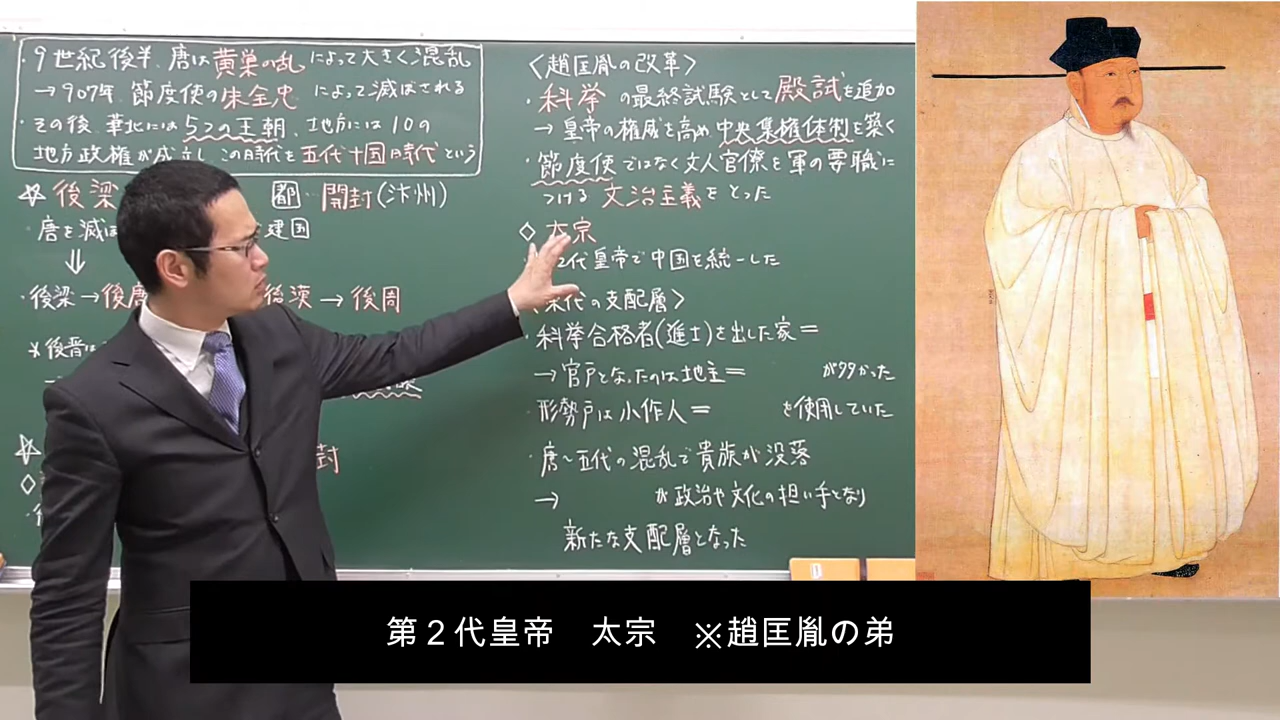 ・9世紀後半、唐は黄巣の乱によって大きく混乱
→907年 節度使の朱全忠 によって滅ぼされる
・その後、華北には5つの王朝、地方には10の
地方政権が成立し、この時代を五代十国時代という
☆後梁
都・開封(汴州)
唐を滅 建国
⇓
・後梁→後唐 後漢→後周
*後晋は
☆
封
◇
〈趙匡胤の改革〉
・科挙の最終試験として殿試を追加
→皇帝の権威を高め、中央集権体制を築く
・節度使ではなく文人官僚を軍の要職に
つける文治主義をとった
◇太宗
2代皇帝で中国を統一した
代の支配層〉
・科挙合格者(進士)を出した家=
→官戸となったのは地主= が多かった
形勢戸は小作人= を使用していた
唐〜五代の混乱で貴族が没落
→ が政治や文化の担い手となり
新たな支配層となった
第2代皇帝 太宗 ※趙匡胤の弟